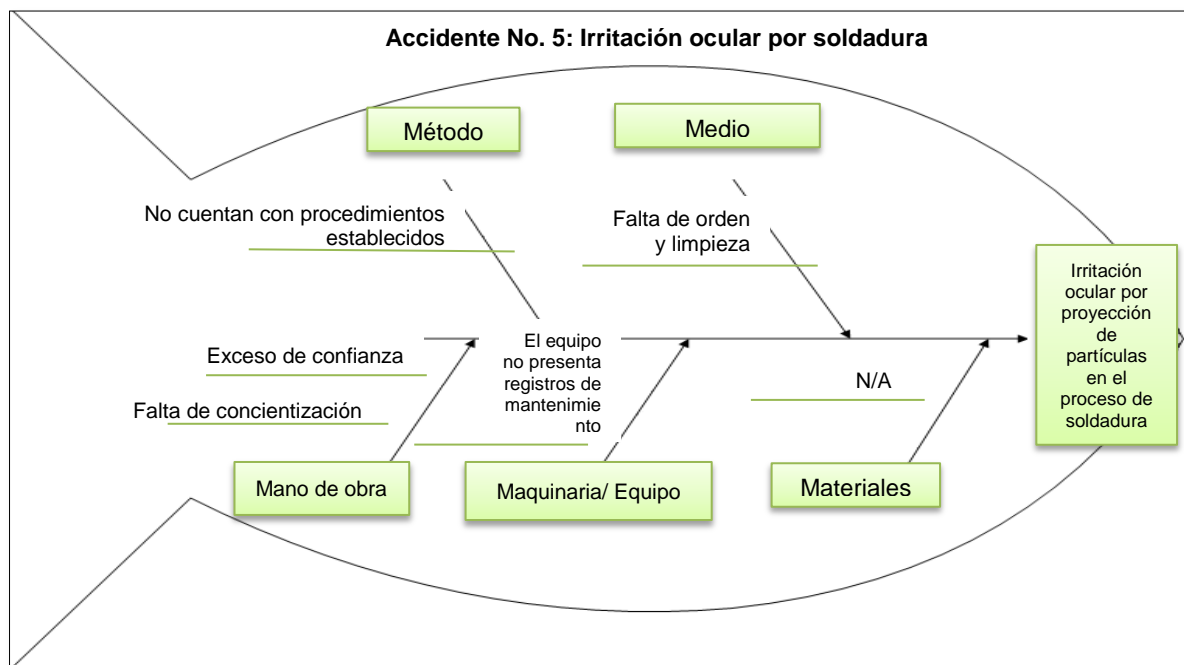 Accidente No. 5: Irritación ocular por soldadura
Método
Medio
No cuentan con procedimientos
establecidos
Falta de orden
y limpieza
Irritación
ocular por
proyección
de
partículas
en el
proceso de
soldadura
Exceso de confianza
Falta de concientización
El equipo
no presenta
registros de
mantenimie
nto
N/A
Mano de obra
Maquinaria/ Equipo
Materiales